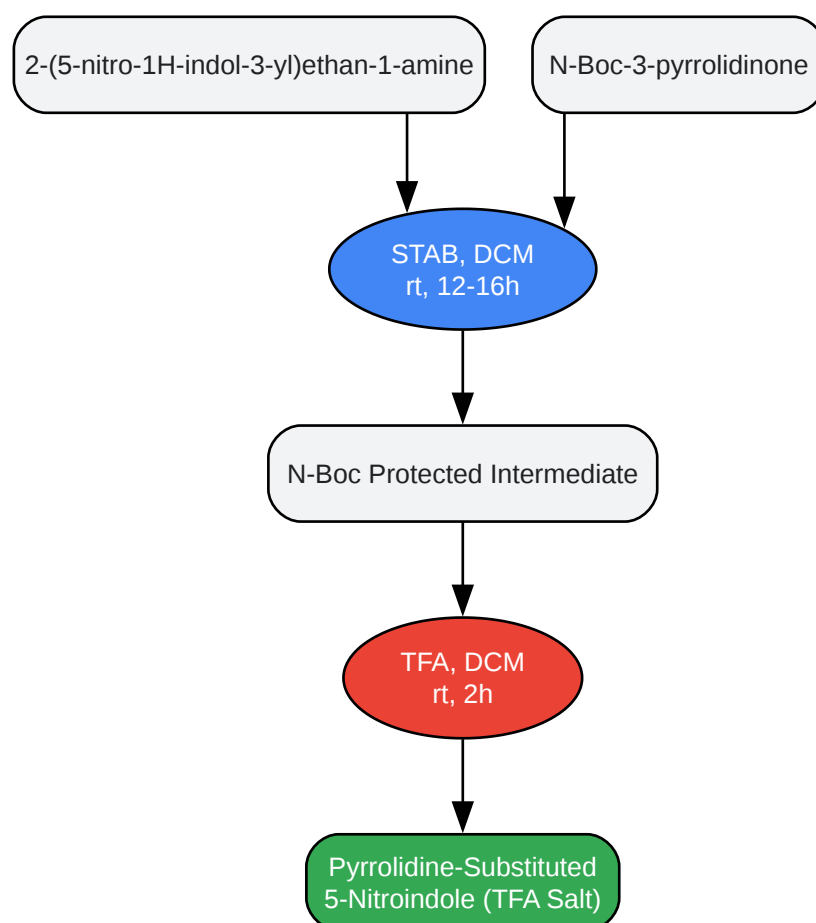 2-(5-nitro-1H-indol-3-yl)ethan-1-amine
N-Boc-3-pyrrolidinone
STAB, DCM
rt, 12-16h
N-Boc Protected Intermediate
TFA, DCM
rt, 2h
Pyrrolidine-Substituted
5-Nitroindole (TFA Salt)